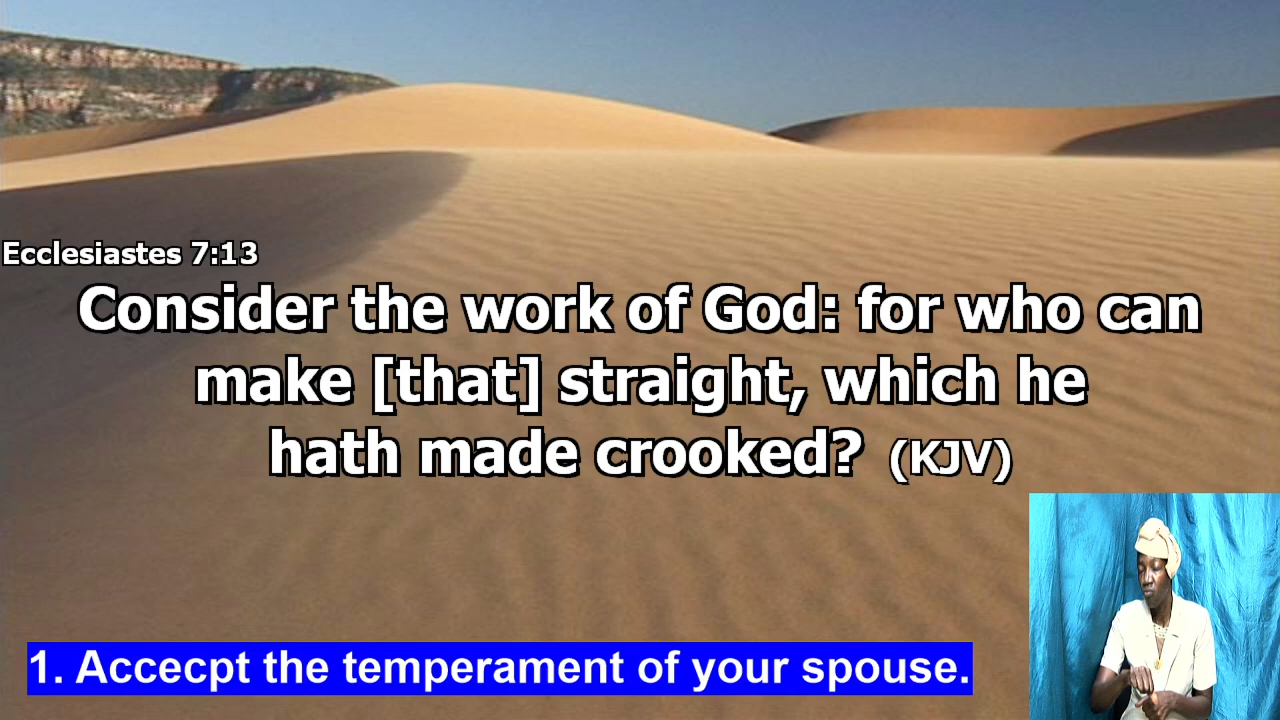 Ecclesiastes 7:13
Consider the work of God: for who can
make [that] straight, which he
hath made crooked? (KJV)
1. Accecpt the temperament of your spouse.